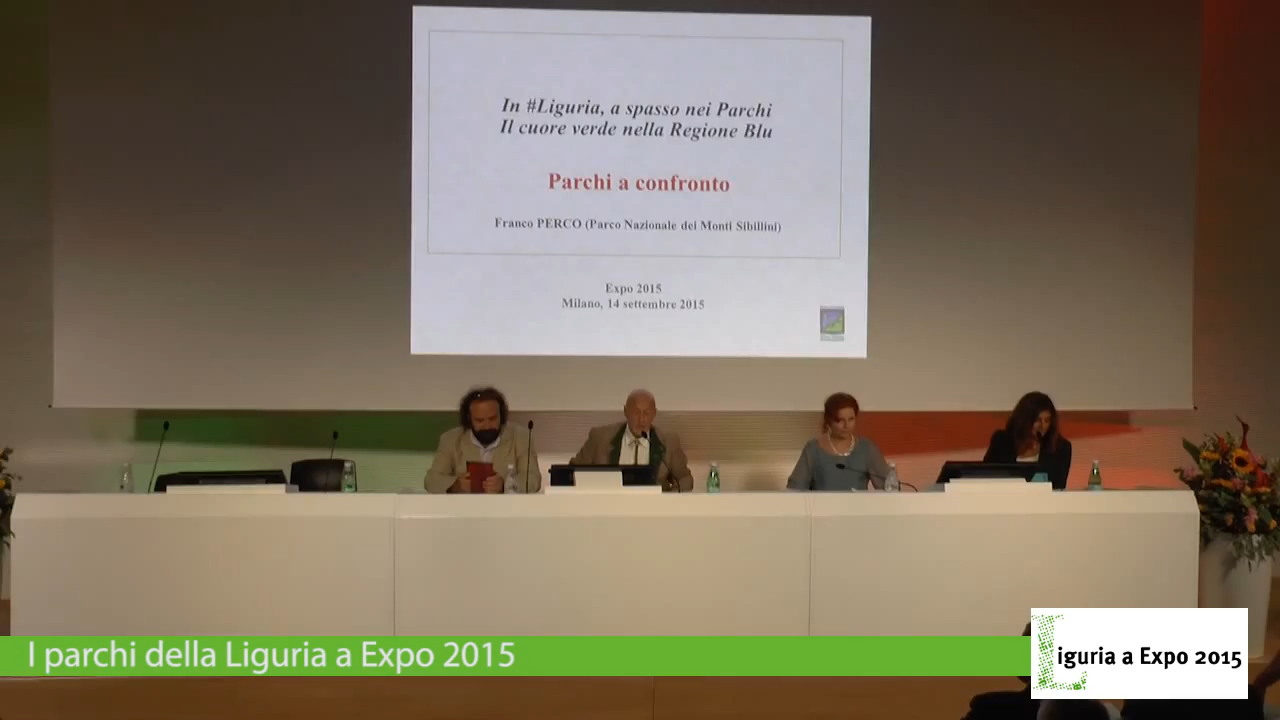 In #Liguria, a spasso nei Parchi
Il cuore verde nella Regione Blu
Parchi a confronto
Franco PERCO (Parco Nazionale dei Monti Sibillini)
Expo 2015
Milano, 14 settembre 2015
I parchi della Liguria a Expo 2015
Liguria a Expo 2015